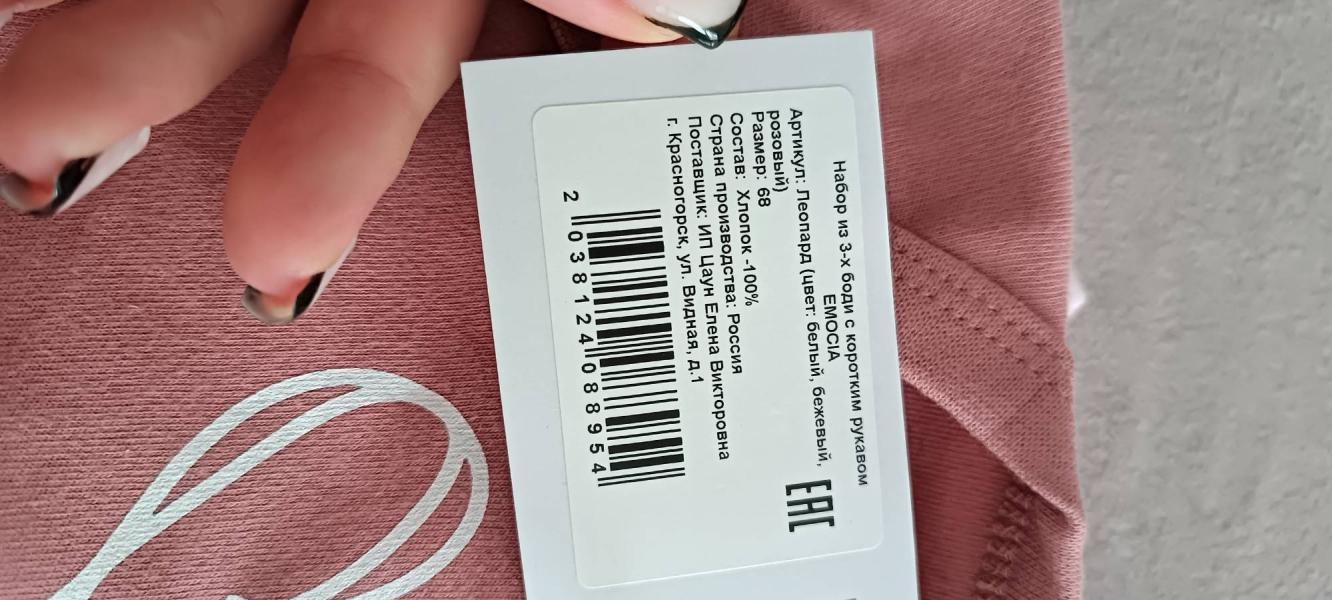 Набор из 3-х боди с коротким рукавом
EMOCIA
Артикул: Леопард (цвет: белый, бежевый,
розовый)
Размер: 68
Состав: Хлопок -100%
Страна производства: Россия
Поставщик: ИП Цаун Елена Викторовна
г. Красногорск, ул. Видная, д.1
EAC
2 038124 088954